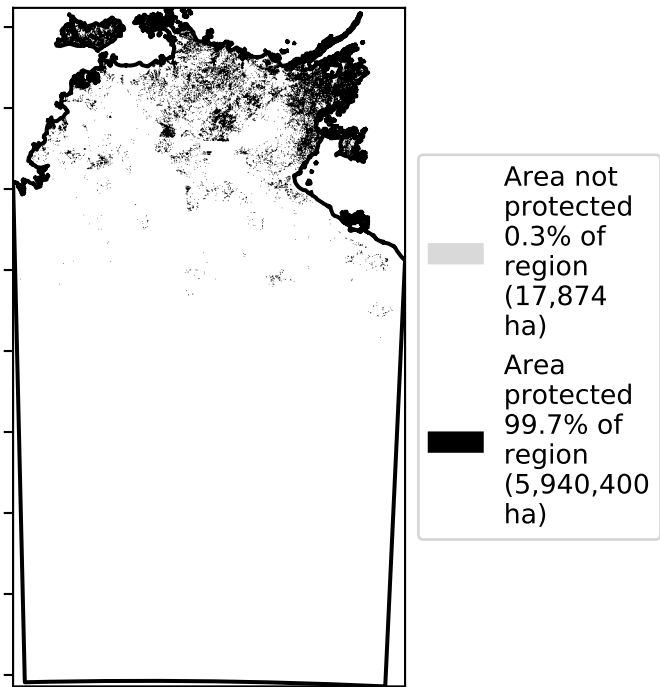 Area not
protected
0.3% of
region
(17,874
ha)
Area
protected
99.7% of
region
(5,940,400
ha)